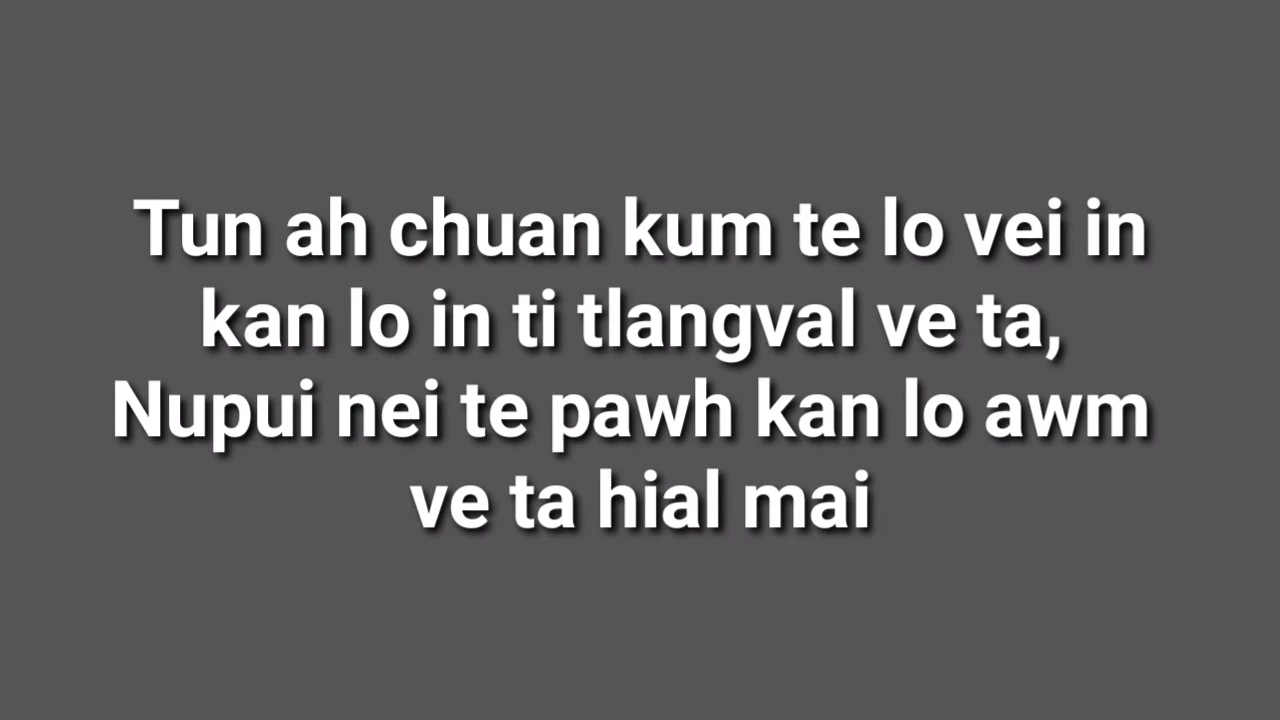 Tun ah chuan kum te lo vei in
kan lo in ti tlangval ve ta,
Nupui nei te pawh kan lo awm
ve ta hial mai